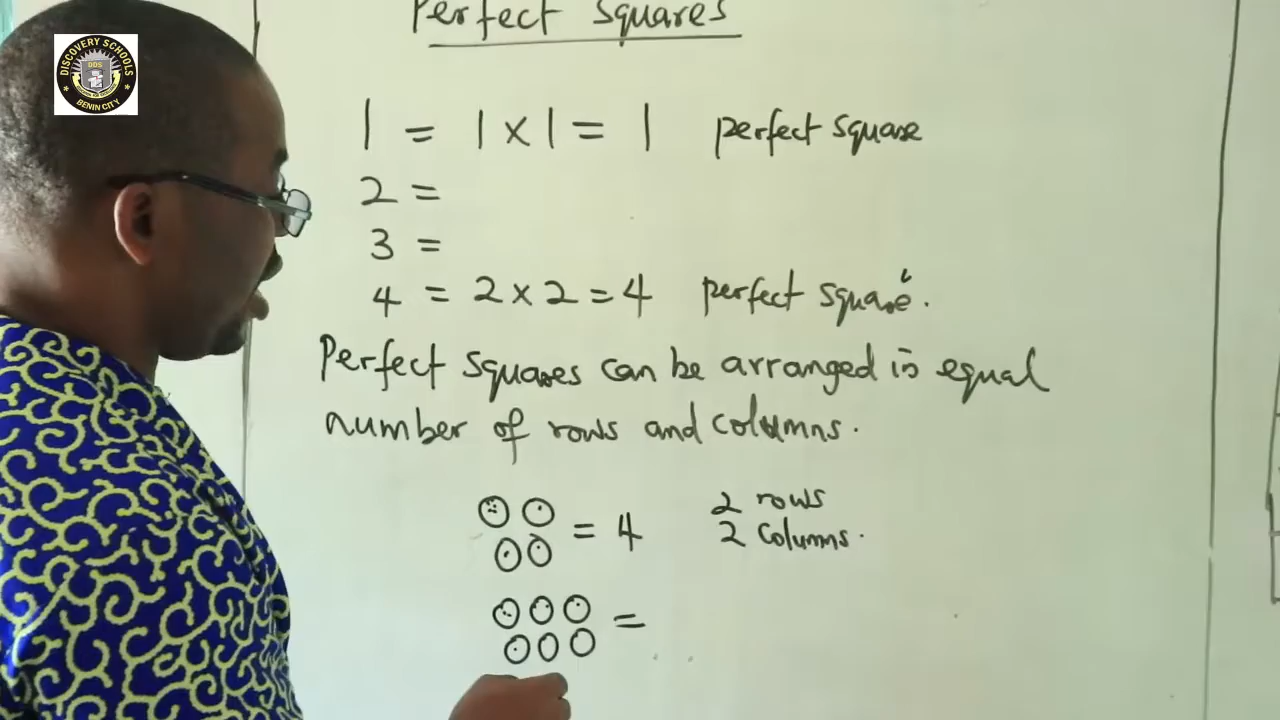 DISCOVERY SCHOOLS
DDS
BENIN CITY
Perfect Squares
1 = 1 × 1 = 1 perfect square
2 =
3 =
4 = 2 × 2 = 4 perfect square.
Perfect Squares can be arranged in equal
number of rows and columns.
= 4 2 rows
2 columns.
=